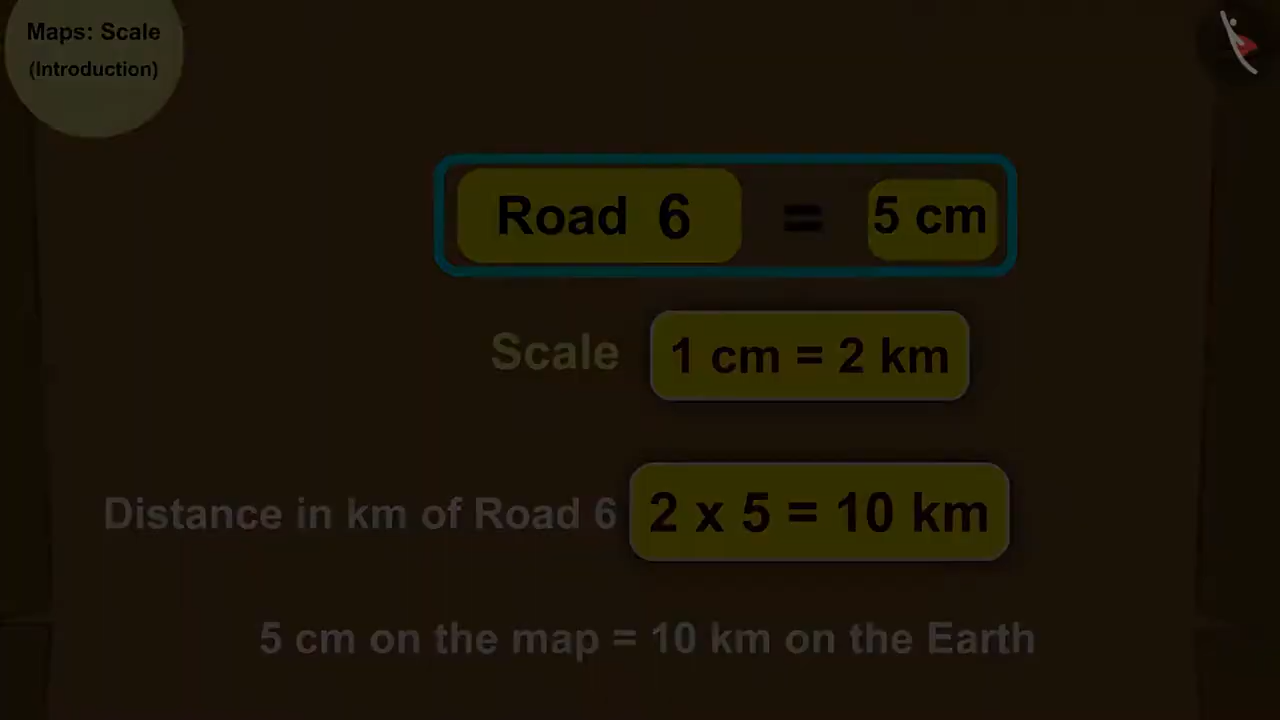 Maps: Scale
(Introduction)
Road 6 = 5 cm
Scale 1 cm = 2 km
Distance in km of Road 6 2 x 5 = 10 km
5 cm on the map = 10 km on the Earth